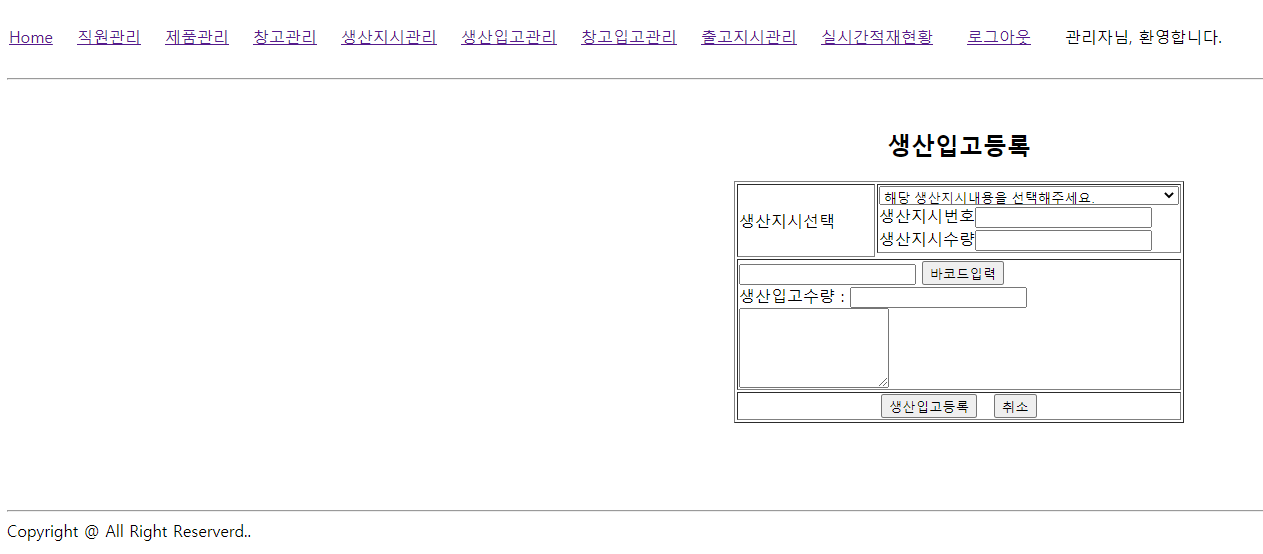 Home 직원관리 제품관리 창고관리 생산지시관리 생산입고관리 창고입고관리 출고지시관리 실시간적재현황 로그아웃 관리자님, 환영합니다.
생산입고등록
생산지시선택
해당 생산지시내용을 선택해주세요.
생산지시번호
생산지시수량
바코드입력
생산입고수량 :
생산입고등록 취소
Copyright @ All Right Reserverd..